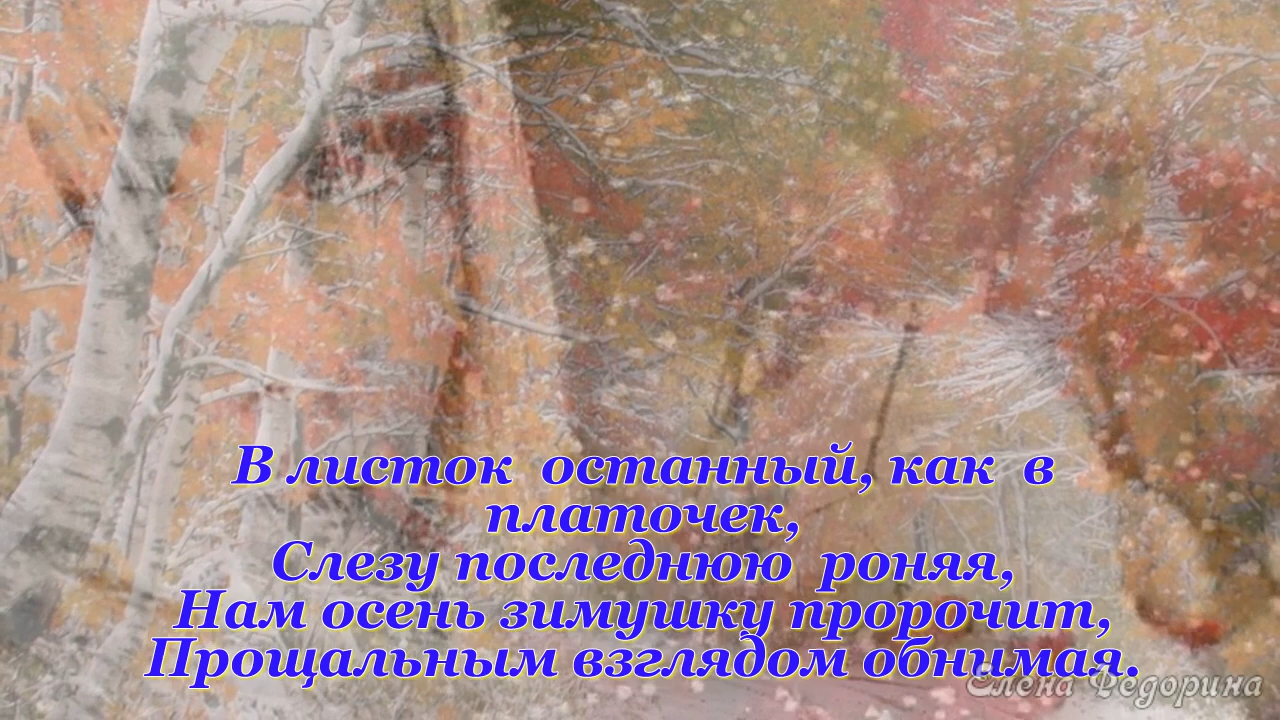 В листок останный, как в
платочек,
Слезу последнюю роняя,
Нам осень зимушку пророчит,
Прощальным взглядом обнимая.
Елена Федорина